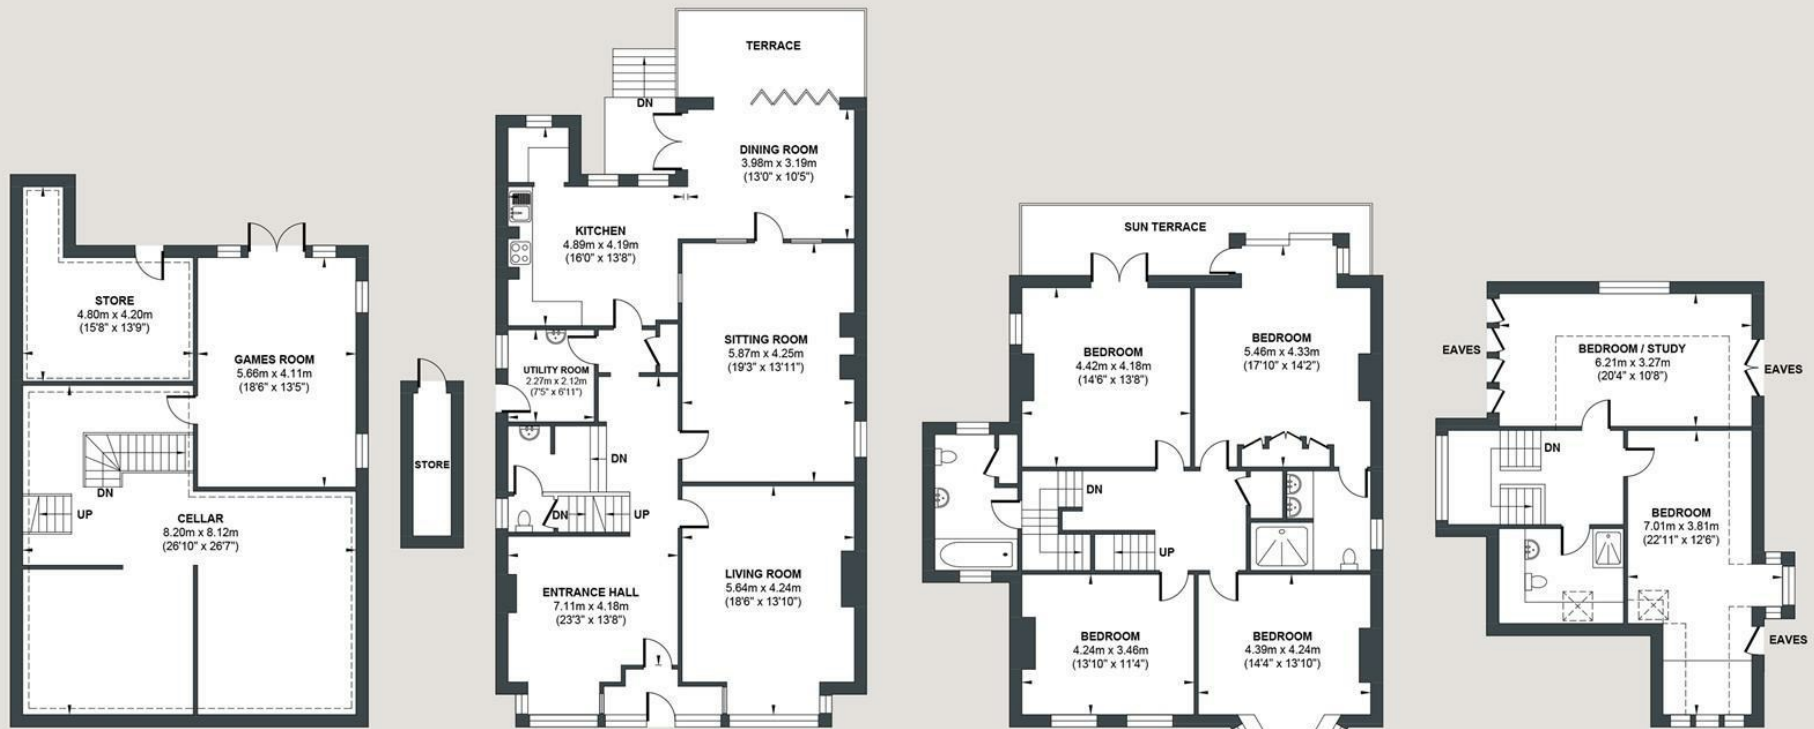 STORE
4.80m x 4.20m
(15'8" x 13'9")
GAMES ROOM
5.66m x 4.11m
(18'6" x 13'5")
DN
UP
CELLAR
8.20m x 8.12m
(26'10" x 26'7")
STORE
TERRACE
DN
DINING ROOM
3.98m x 3.19m
(13'0" x 10'5")
KITCHEN
4.89m x 4.19m
(16'0" x 13'8")
SITTING ROOM
5.87m x 4.25m
(19'3" x 13'11")
UTILITY ROOM
2.27m x 2.12m
(7'5" x 6'11")
DN
DN
UP
ENTRANCE HALL
7.11m x 4.18m
(23'3" x 13'8")
LIVING ROOM
5.64m x 4.24m
(18'6" x 13'10")
SUN TERRACE
BEDROOM
4.42m x 4.18m
(14'6" x 13'8")
BEDROOM
5.46m x 4.33m
(17'10" x 14'2")
DN
UP
BEDROOM
4.24m x 3.46m
(13'10" x 11'4")
BEDROOM
4.39m x 4.24m
(14'4" x 13'10")
EAVES
BEDROOM / STUDY
6.21m x 3.27m
(20'4" x 10'8")
EAVES
DN
BEDROOM
7.01m x 3.81m
(22'11" x 12'6")
EAVES